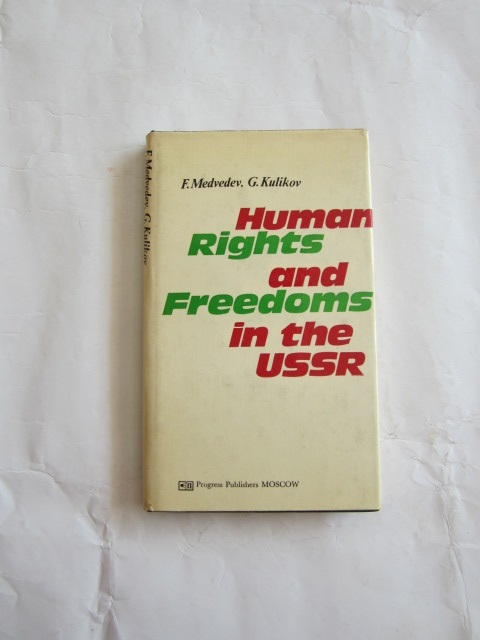 F. Medvedev, G. Kulikov
F. Medvedev, G. Kulikov
Human
Rights
and
Freedoms
in the
USSR
Progress Publishers MOSCOW